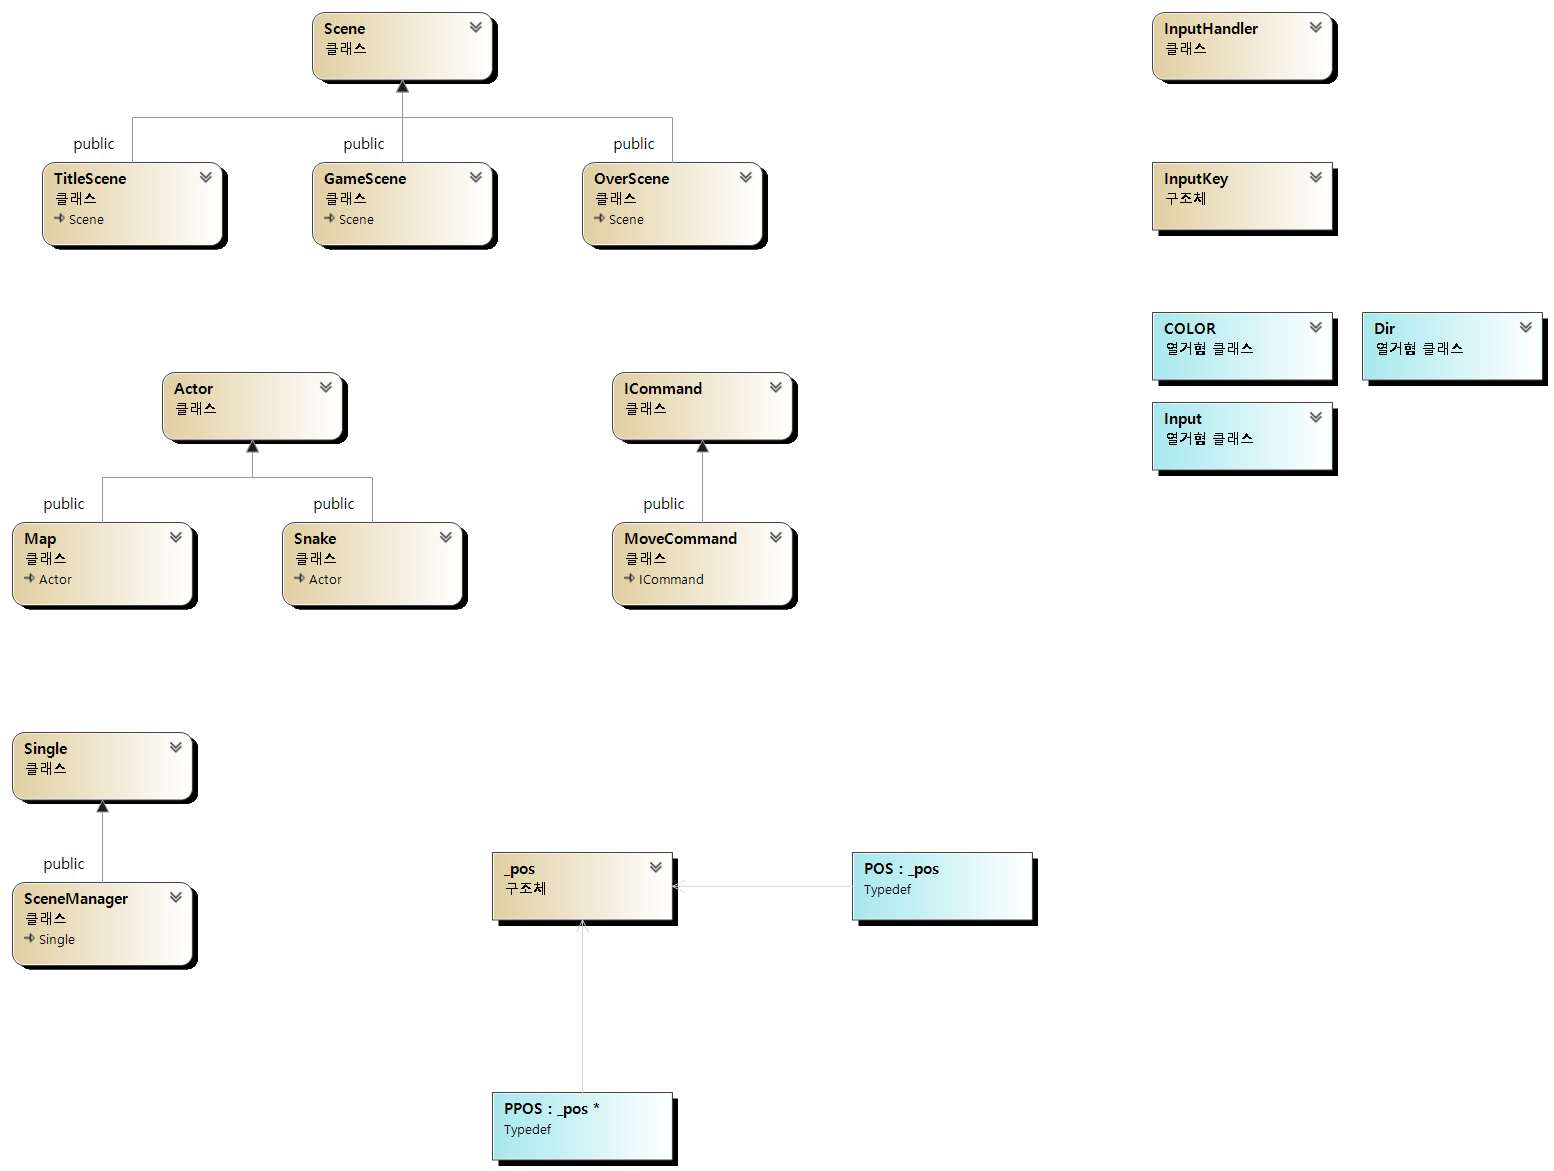 Scene
클래스
InputHandler
클래스
public
public
public
TitleScene
클래스
Scene
GameScene
클래스
Scene
OverScene
클래스
Scene
InputKey
구조체
COLOR
열거형 클래스
Dir
열거형 클래스
Actor
클래스
ICommand
클래스
Input
열거형 클래스
public
public
public
Map
클래스
Actor
Snake
클래스
Actor
MoveCommand
클래스
ICommand
Single
클래스
public
SceneManager
클래스
Single
_pos
구조체
POS : _pos
Typedef
PPOS : _pos *
Typedef